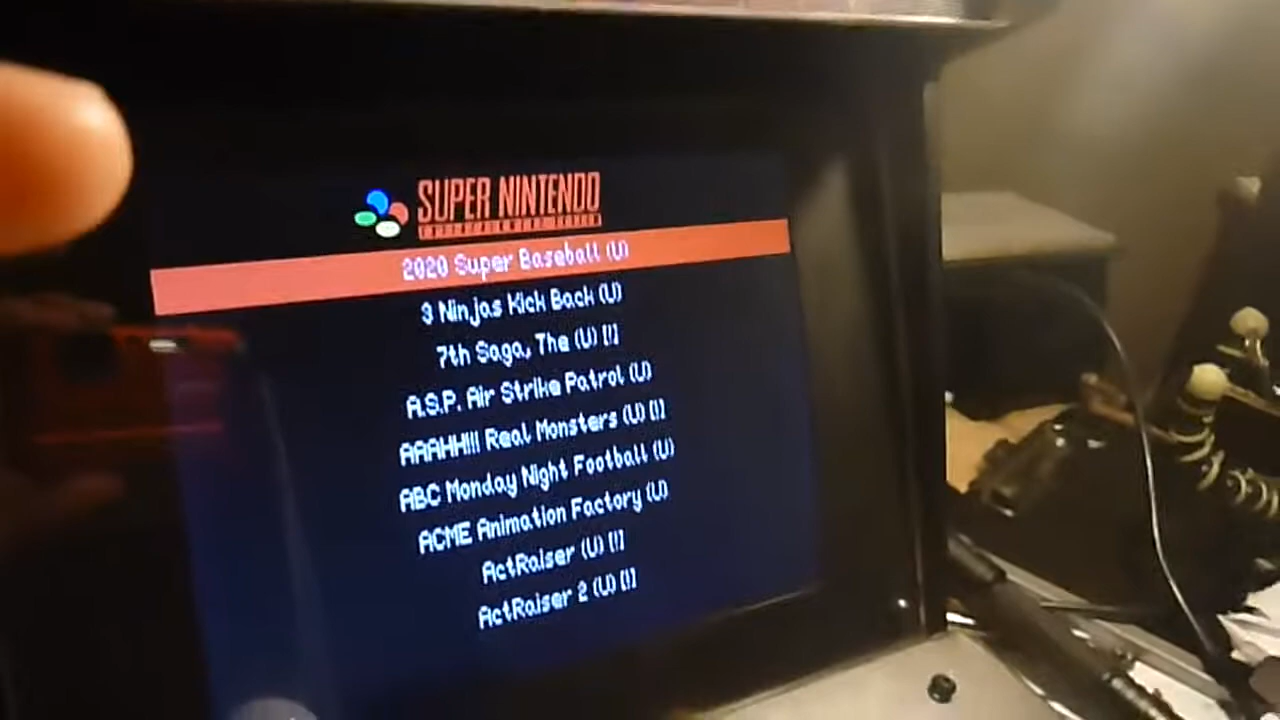 SUPER NINTENDO
2020 Super Baseball (U)
3 Ninjas Kick Back (U)
7th Saga, The (U) [!]
A.S.P. Air Strike Patrol (U)
AAAHH!!! Real Monsters (U) [!]
ABC Monday Night Football (U)
ACME Animation Factory (U)
ActRaiser (U) [!]
ActRaiser 2 (U) [!]